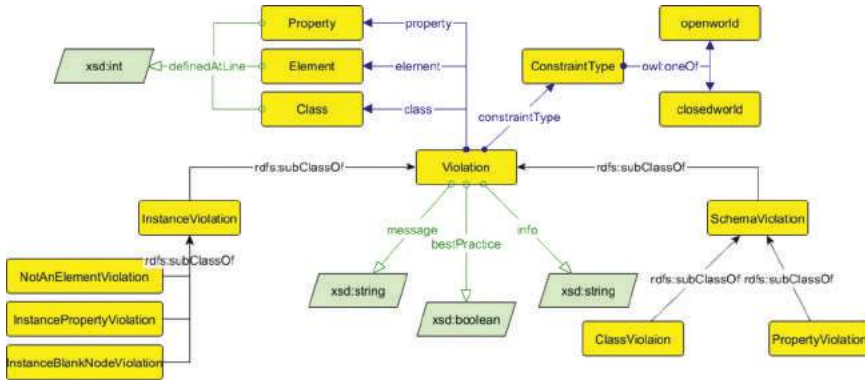 Property
property
openworld
xsd:int
definedAtLine
Element
element
ConstraintType
owl:oneOf
Class
class
closedworld
constraintType
rdfs:subClassOf
Violation
rdfs:subClassOf
InstanceViolation
SchemaViolation
message
info
bestPractice
rdfs:subClassOf
NotAnElementViolation
rdfs:subClassOf
rdfs:subClassOf
xsd:string
xsd:string
InstancePropertyViolation
xsd:boolean
ClassViolaion
PropertyViolation
InstanceBlankNodeViolation